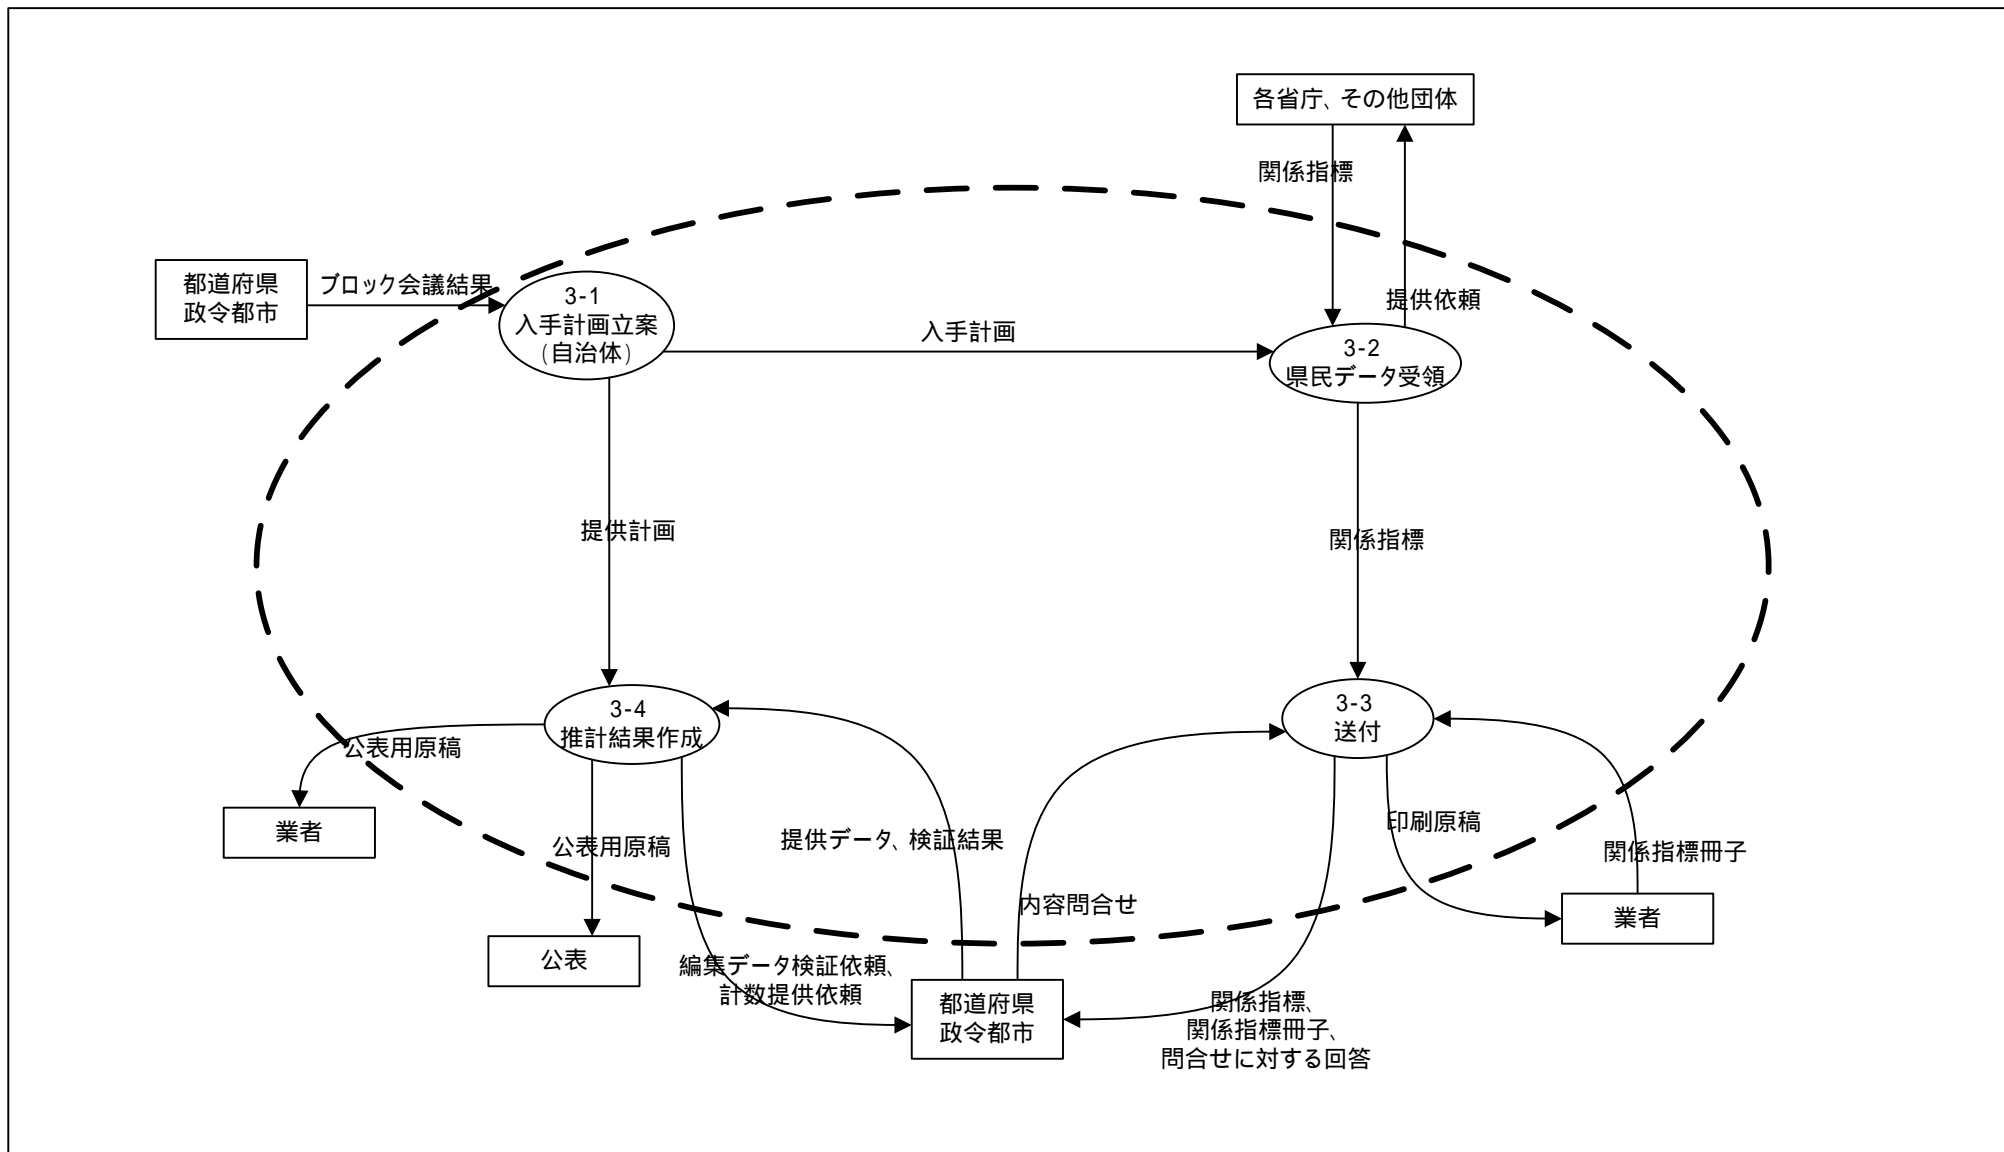 各省庁、その他団体
関係指標
都道府県
政令都市
ブロック会議結果
3-1
入手計画立案
（自治体）
提供依頼
入手計画
3-2
県民データ受領
提供計画
関係指標
3-4
推計結果作成
3-3
送付
公表用原稿
業者
公表用原稿
提供データ、検証結果
印刷原稿
関係指標冊子
内容問合せ
業者
公表
編集データ検証依頼、
計数提供依頼
都道府県
政令都市
関係指標、
関係指標冊子、
問合せに対する回答